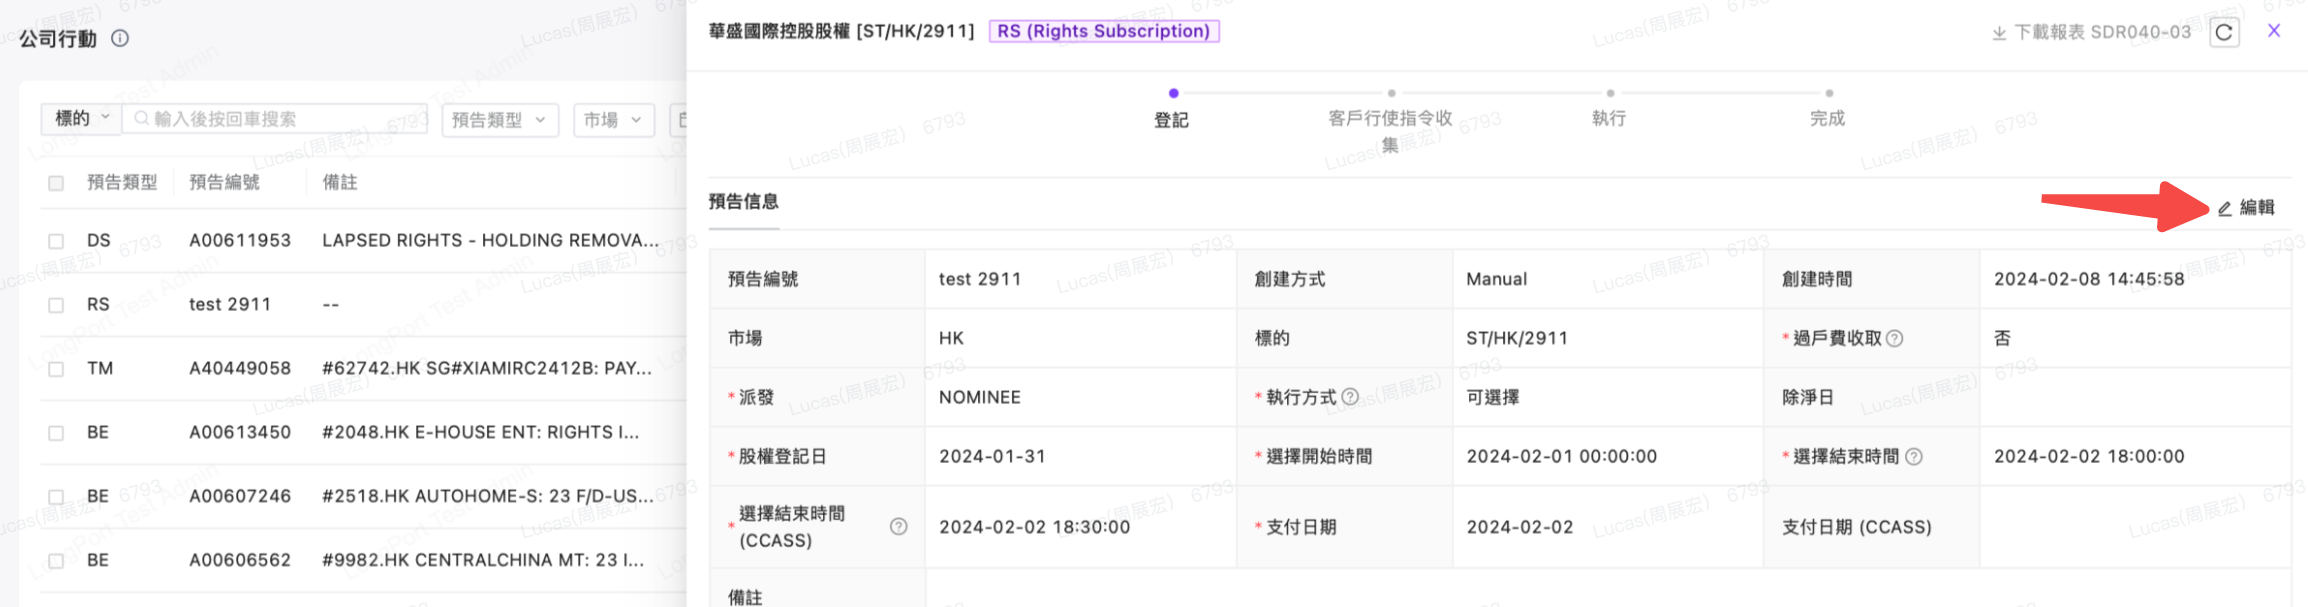 公司行動
標的
輸入後按回車搜索
預告類型
市場
預告類型 預告編號 備註
DS A00611953 LAPSED RIGHTS - HOLDING REMOVA...
RS test 2911 --
TM A40449058 #62742.HK SG#XIAMIRC2412B: PAY...
BE A00613450 #2048.HK E-HOUSE ENT: RIGHTS I...
BE A00607246 #2518.HK AUTOHOME-S: 23 F/D-US...
BE A00606562 #9982.HK CENTRALCHINA MT: 23 I...
華盛國際控股股權 [ST/HK/2911] RS (Rights Subscription)
下載報表 SDR040-03
登記
客戶行使指令收
集
執行
完成
預告信息
編輯
預告編號 test 2911 創建方式 Manual 創建時間 2024-02-08 14:45:58
市場 HK 標的 ST/HK/2911 *過戶費收取 否
*派發 NOMINEE *執行方式 可選擇 除淨日
*股權登記日 2024-01-31 *選擇開始時間 2024-02-01 00:00:00 *選擇結束時間 2024-02-02 18:00:00
*選擇結束時間
(CCASS) 2024-02-02 18:30:00 *支付日期 2024-02-02 支付日期 (CCASS)
備註
Lucas(周展宏) 6793
LongPort Test Admin